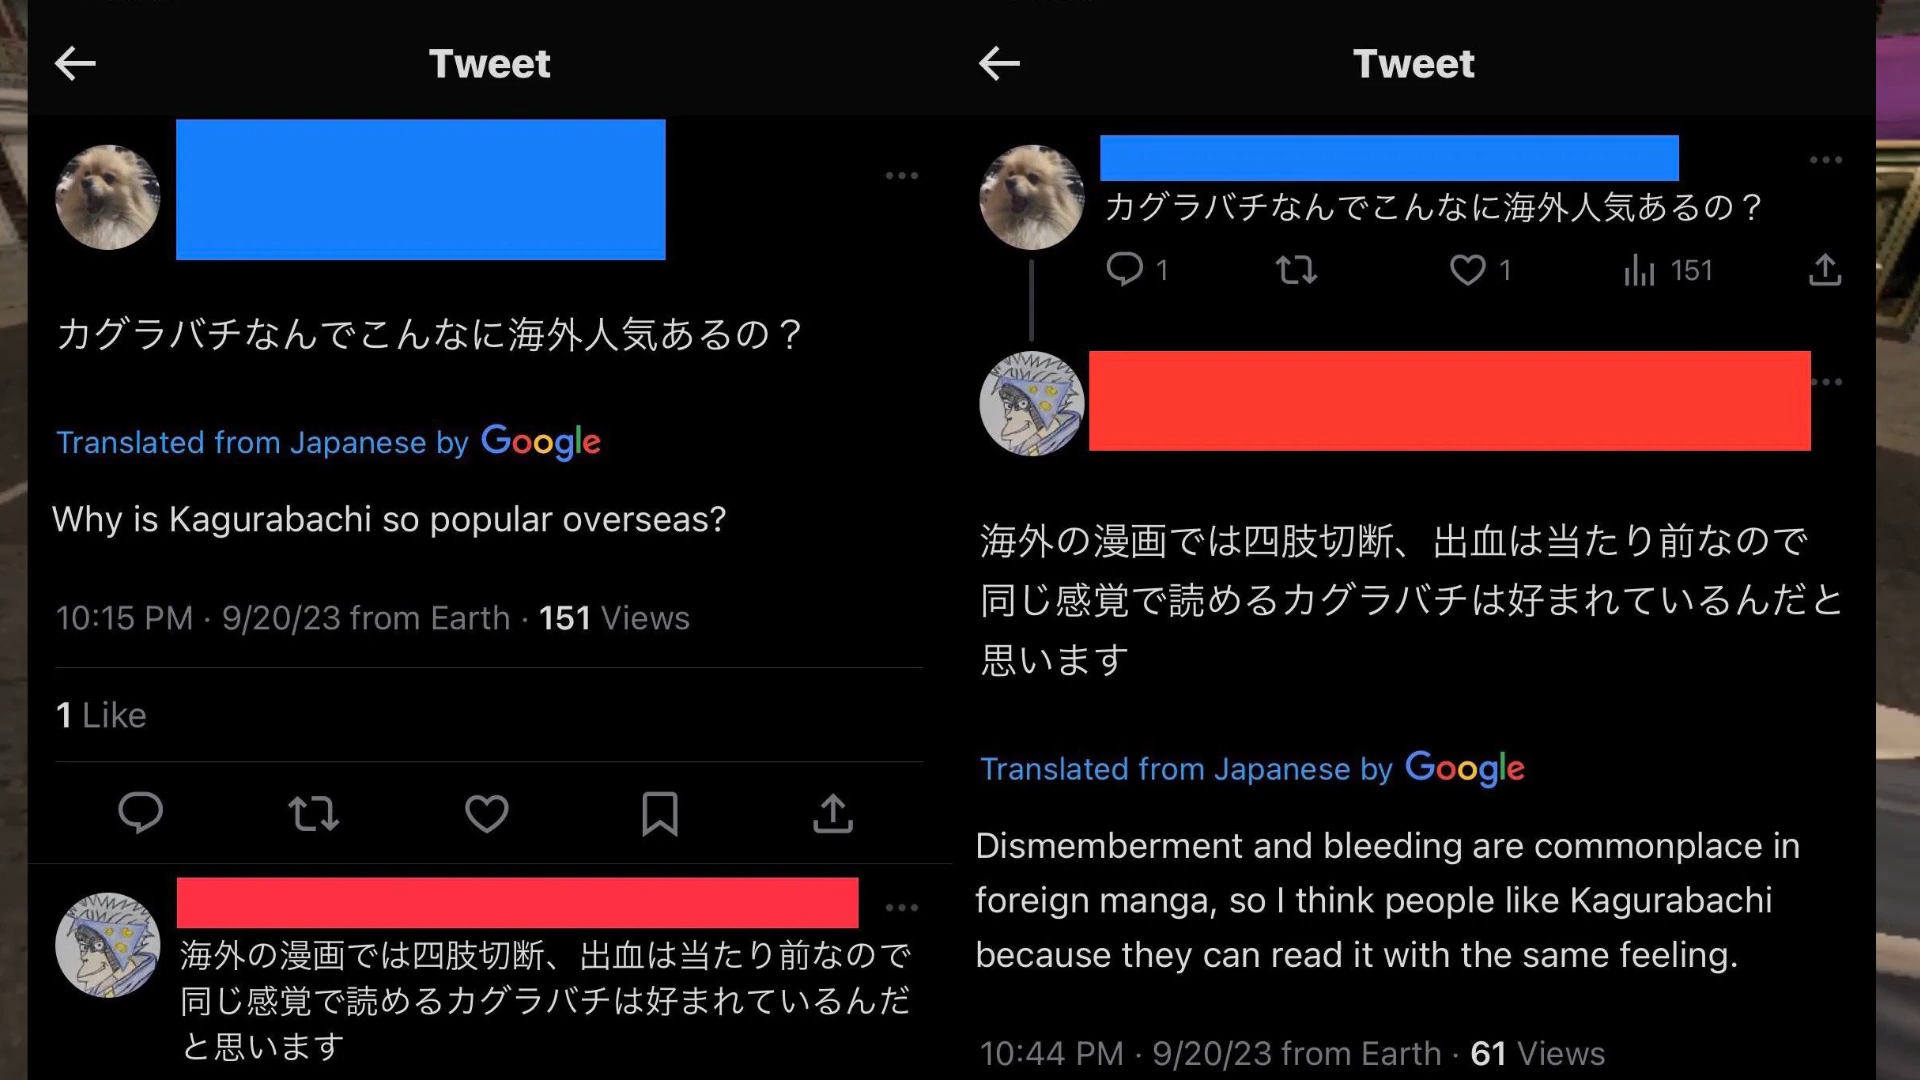 Tweet
カグラバチなんでこんなに海外人気あるの？
Translated from Japanese by Google
Why is Kagurabachi so popular overseas?
10:15 PM · 9/20/23 from Earth · 151 Views
1 Like
海外の漫画では四肢切断、出血は当たり前なので
同じ感覚で読めるカグラバチは好まれているんだ
と思います
Tweet
カグラバチなんでこんなに海外人気あるの？
1 1 151
海外の漫画では四肢切断、出血は当たり前なので
同じ感覚で読めるカグラバチは好まれているんだと
思います
Translated from Japanese by Google
Dismemberment and bleeding are commonplace in
foreign manga, so I think people like Kagurabachi
because they can read it with the same feeling.
10:44 PM · 9/20/23 from Earth · 61 Views